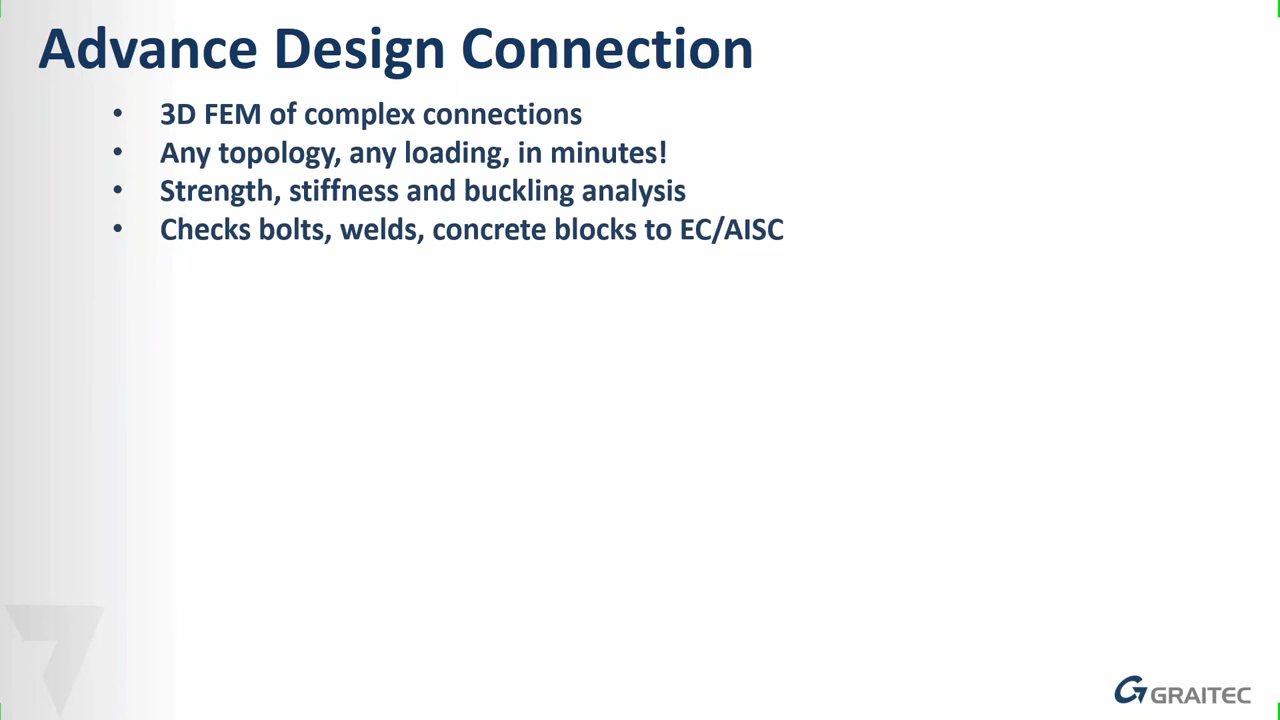 Advance Design Connection
• 3D FEM of complex connections
• Any topology, any loading, in minutes!
• Strength, stiffness and buckling analysis
• Checks bolts, welds, concrete blocks to EC/AISC
GRAITEC